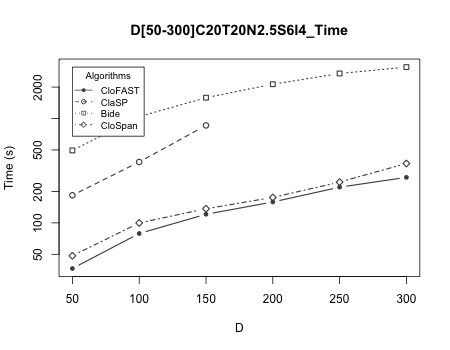 D[50-300]C20T20N2.5S6I4_Time
Algorithms
CloFAST
ClaSP
Bide
CloSpan
Time (s)
2000
500
200
100
50
50 100 150 200 250 300
D